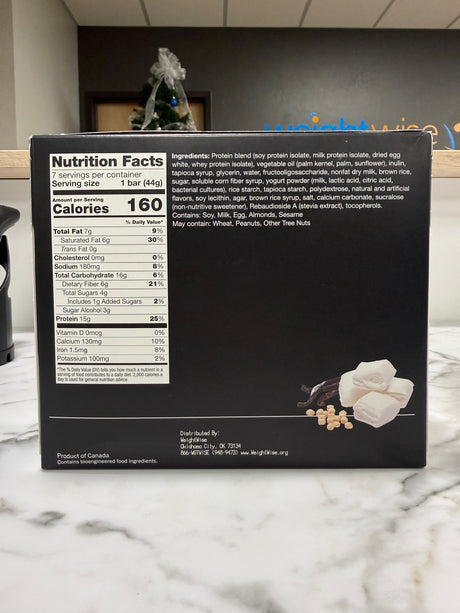 weightwise
Nutrition Facts
7 servings per container
Serving size 1 bar (44g)
Amount per Serving
Calories 160
% Daily Value*
Total Fat 7g 9%
Saturated Fat 6g 30%
Trans Fat 0g
Cholesterol 0mg 0%
Sodium 180mg 8%
Total Carbohydrate 16g 6%
Dietary Fiber 6g 21%
Total Sugars 4g
Includes 1g Added Sugars 2%
Sugar Alcohol 3g
Protein 15g 25%
Vitamin D 0mcg 0%
Calcium 130mg 10%
Iron 1.5mg 8%
Potassium 100mg 2%
*The % Daily Value (DV) tells you how much a nutrient in a
serving of food contributes to a daily diet. 2,000 calories a
day is used for general nutrition advice.
Ingredients: Protein blend (soy protein isolate, milk protein isolate, dried egg
white, whey protein isolate), vegetable oil (palm kernel, palm, sunflower), inulin,
tapioca syrup, glycerin, water, fructooligosaccharide, nonfat dry milk, brown rice,
sugar, soluble corn fiber syrup, yogurt powder (milk, lactic acid, citric acid,
bacterial cultures), rice starch, tapioca starch, polydextrose, natural and artificial
flavors, soy lecithin, agar, brown rice syrup, salt, calcium carbonate, sucralose
(non-nutritive sweetener), Rebaudioside A (stevia extract), tocopherols.
Contains: Soy, Milk, Egg, Almonds, Sesame
May contain: Wheat, Peanuts, Other Tree Nuts
Product of Canada
Contains bioengineered food ingredients.
Distributed By:
WeightWise
Oklahoma City, OK 73134
866-WGTWISE (948-9473) www.WeightWise.org